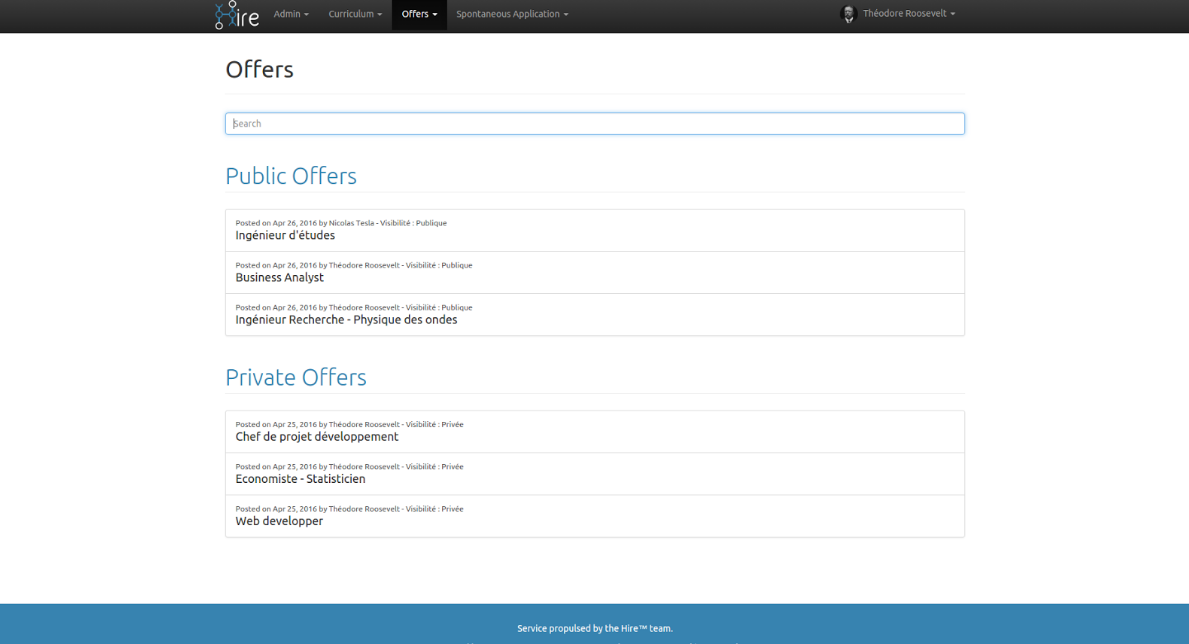 Hire
Admin Curriculum Offers Spontaneous Application Théodore Roosevelt
Offers
Search
Public Offers
Posted on Apr 26, 2016 by Nicolas Tesla - Visibilité : Publique
Ingénieur d'études
Posted on Apr 26, 2016 by Théodore Roosevelt - Visibilité : Publique
Business Analyst
Posted on Apr 26, 2016 by Théodore Roosevelt - Visibilité : Publique
Ingénieur Recherche - Physique des ondes
Private Offers
Posted on Apr 25, 2016 by Théodore Roosevelt - Visibilité : Privée
Chef de projet développement
Posted on Apr 25, 2016 by Théodore Roosevelt - Visibilité : Privée
Economiste - Statisticien
Posted on Apr 25, 2016 by Théodore Roosevelt - Visibilité : Privée
Web developper
Service propulsed by the Hire™ team.